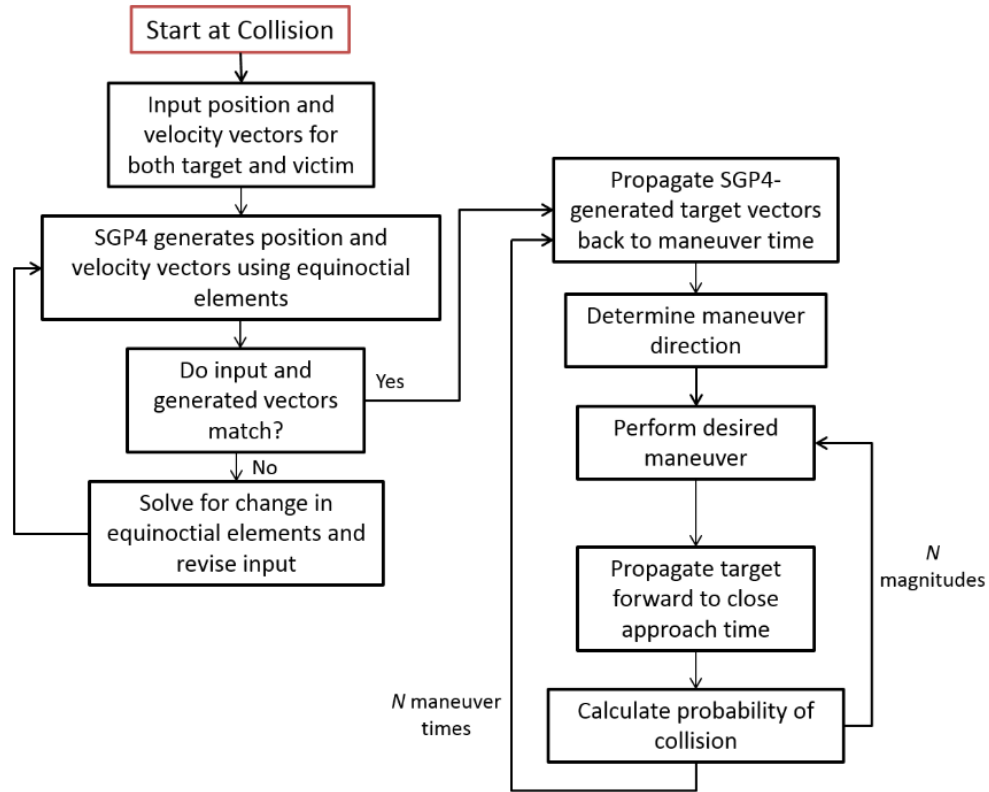 Start at Collision
Input position and
velocity vectors for
both target and victim
SGP4 generates position and
velocity vectors using equinoctial
elements
Do input and
generated vectors
match?
Yes
No
Solve for change in
equinoctial elements and
revise input
Propagate SGP4-
generated target vectors
back to maneuver time
Determine maneuver
direction
Perform desired
maneuver
Propagate target
forward to close
approach time
Calculate probability of
collision
N
magnitudes
N maneuver
times